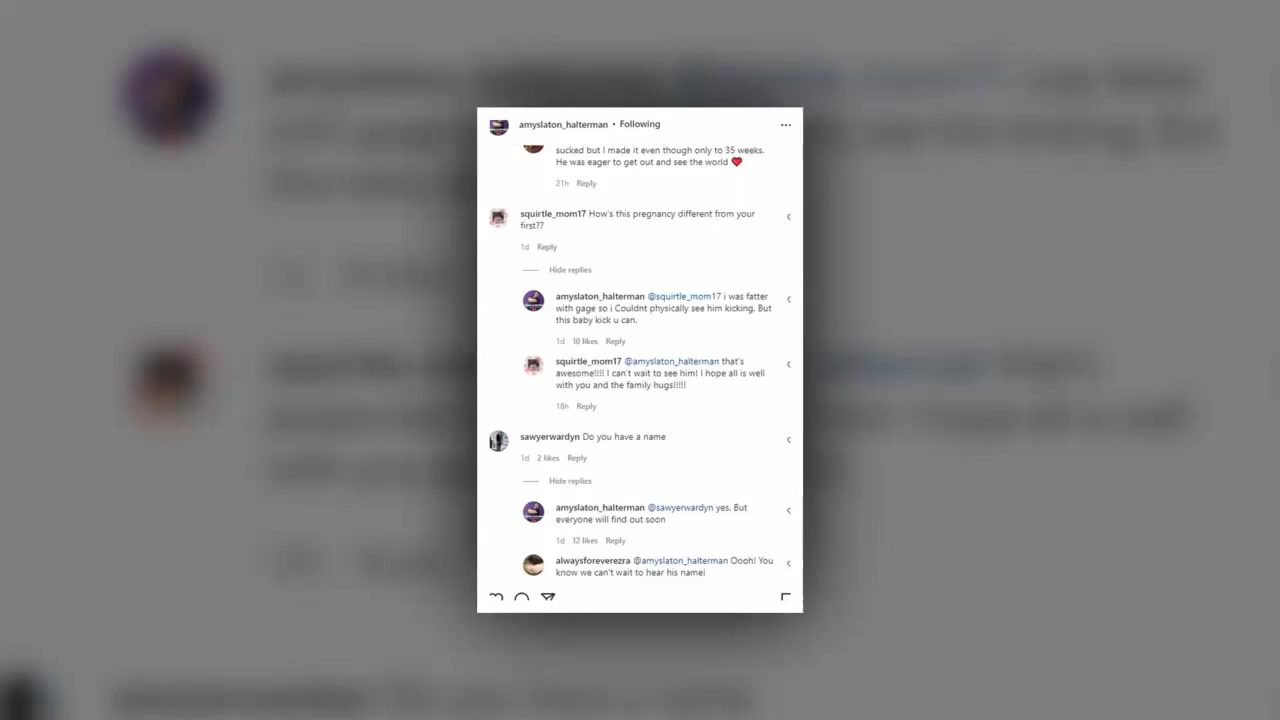 amyslaton_halterman • Following
sucked but I made it even though only to 35 weeks.
He was eager to get out and see the world ❤️
21h Reply
squirtle_mom17 How's this pregnancy different from your
first??
1d Reply
Hide replies
amyslaton_halterman @squirtle_mom17 i was fatter
with gage so i Couldnt physically see him kicking. But
this baby kick u can.
1d 10 likes Reply
squirtle_mom17 @amyslaton_halterman that's
awesome!!!! I can't wait to see him! I hope all is well
with you and the family hugs!!!!!
18h Reply
sawyerwardyn Do you have a name
1d 2 likes Reply
Hide replies
amyslaton_halterman @sawyerwardyn yes. But
everyone will find out soon
1d 12 likes Reply
alwaysforeverezra @amyslaton_halterman Oooh! You
know we can't wait to hear his name!